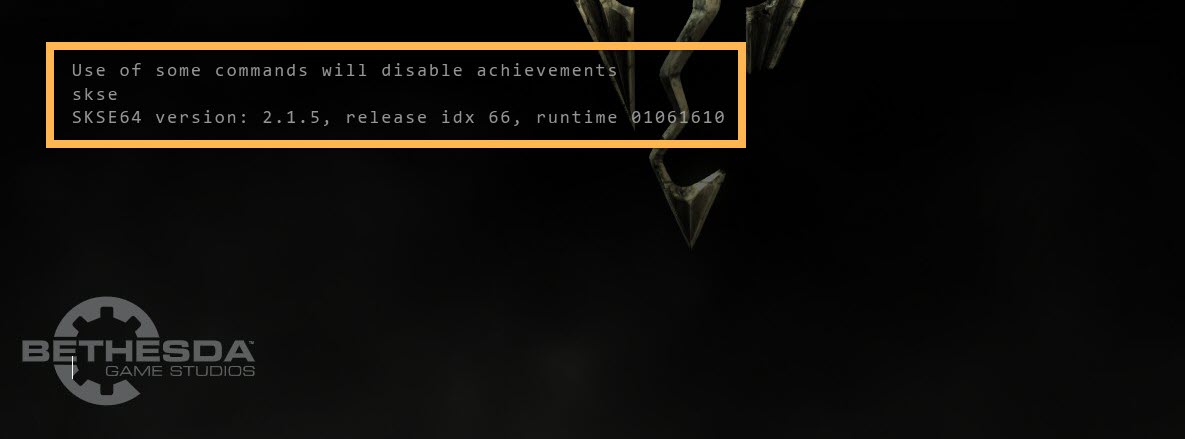 Use of some commands will disable achievements
skse
SKSE64 version: 2.1.5, release idx 66, runtime 01061610
BETHESDA™
GAME STUDIOS